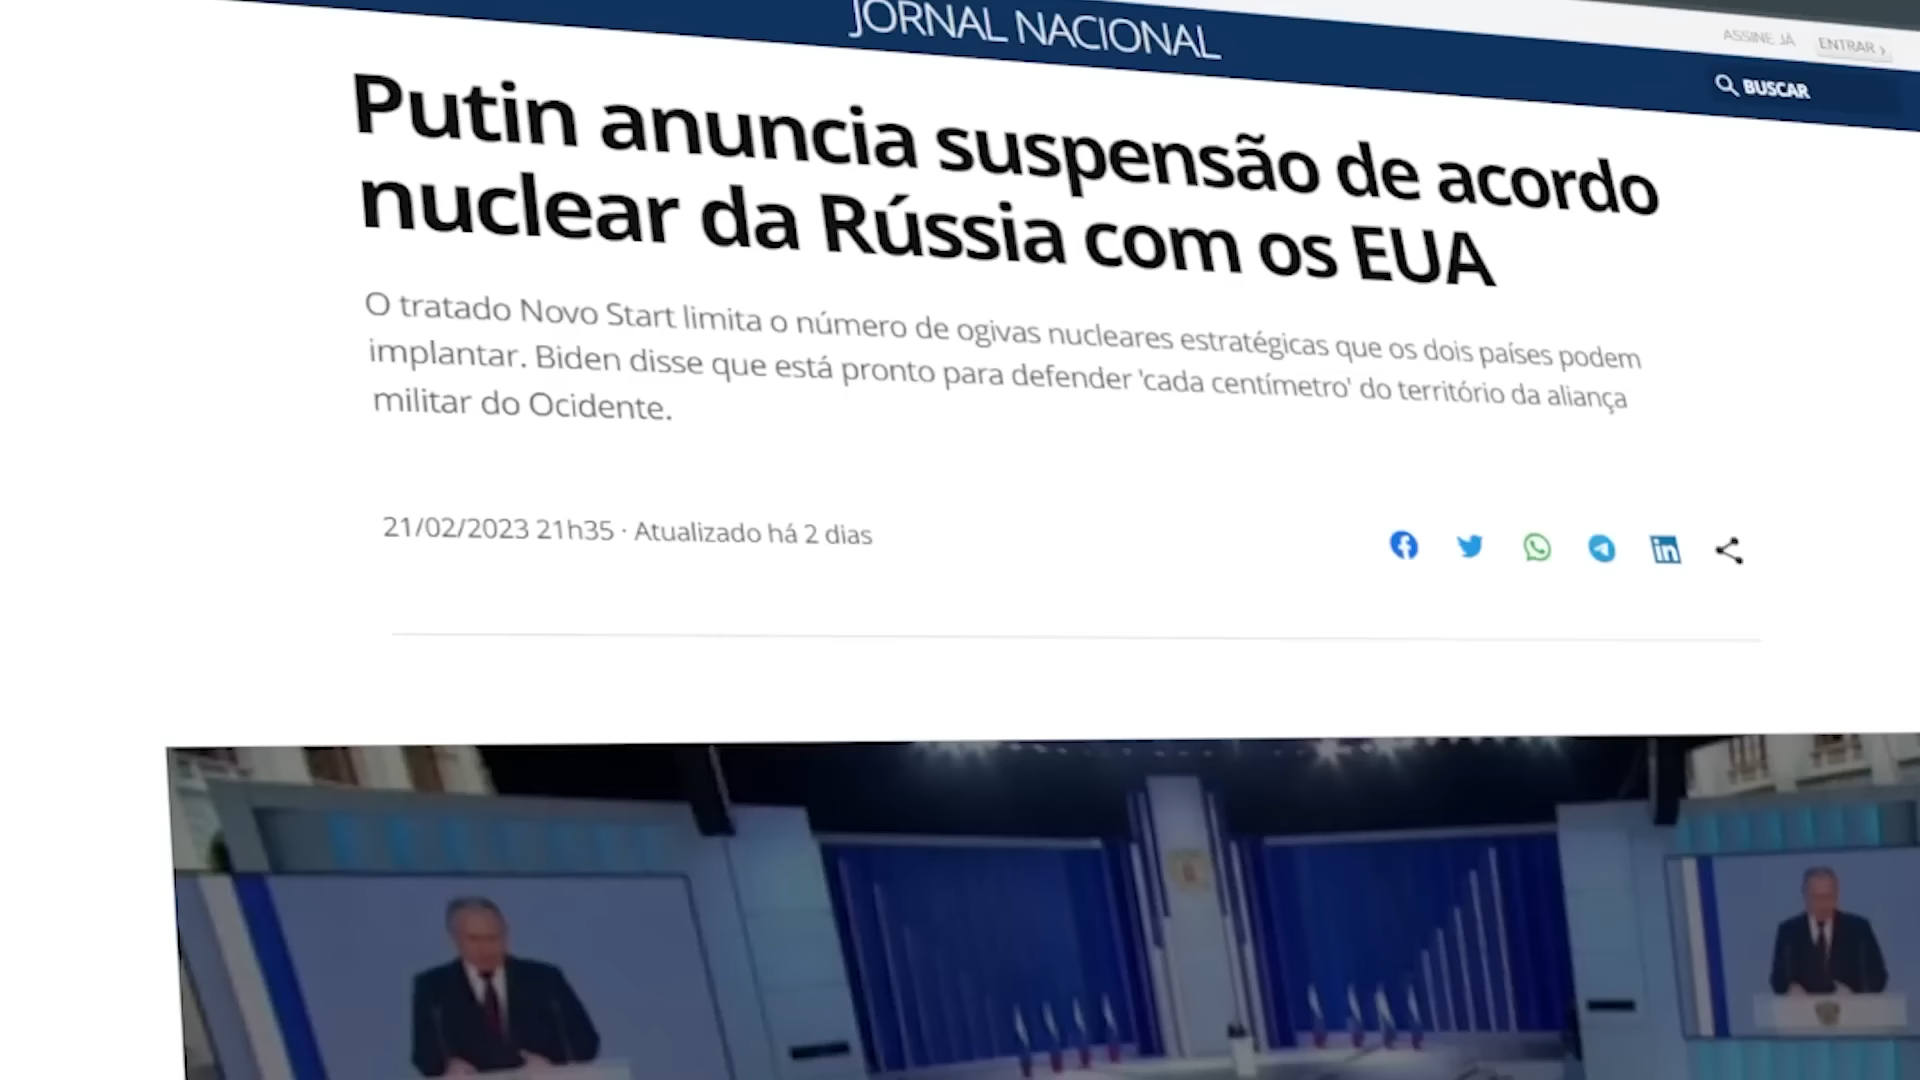 JORNAL NACIONAL
ASSINE JÁ
ENTRAR ›
BUSCAR
Putin anuncia suspensão de acordo
nuclear da Rússia com os EUA
O tratado Novo Start limita o número de ogivas nucleares estratégicas que os dois países podem
implantar. Biden disse que está pronto para defender 'cada centímetro' do território da aliança
militar do Ocidente.
21/02/2023 21h35 · Atualizado há 2 dias
in